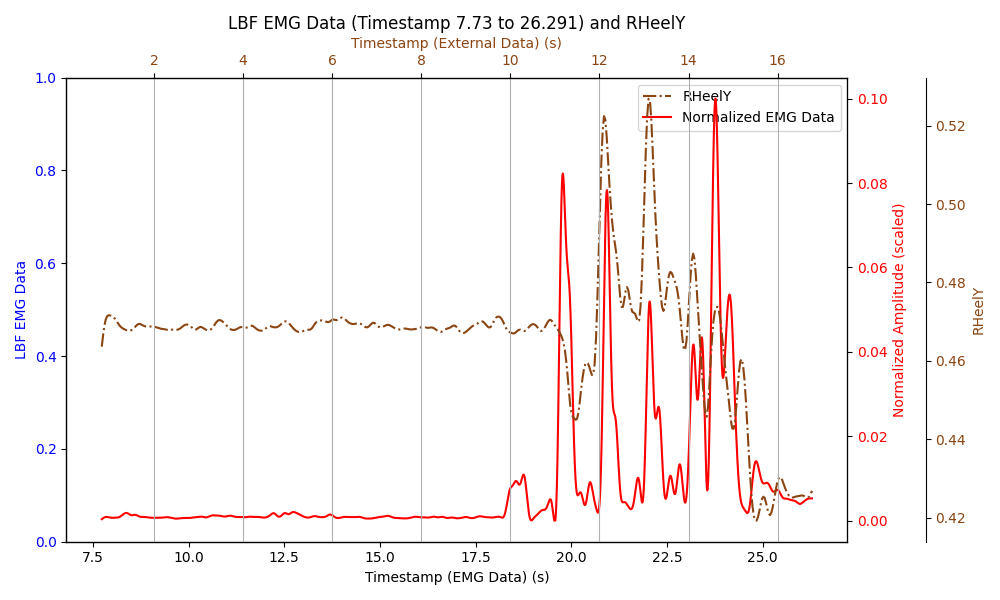 LBF EMG Data (Timestamp 7.73 to 26.291) and RHeelY
Timestamp (External Data) (s)
2 4 6 8 10 12 14 16
RHeelY
Normalized EMG Data
1.0
0.8
0.6
0.4
0.2
0.0
LBF EMG Data
0.10
0.08
0.06
0.04
0.02
0.00
Normalized Amplitude (scaled)
0.52
0.50
0.48
0.46
0.44
0.42
RHeelY
7.5 10.0 12.5 15.0 17.5 20.0 22.5 25.0
Timestamp (EMG Data) (s)